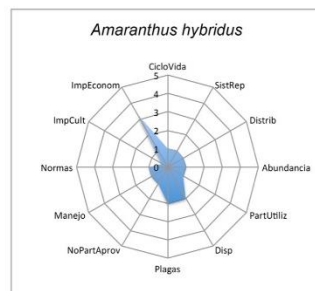 Amaranthus hybridus
CicloVida
ImpEconom
SistRep
5
4
3
2
1
0
ImpCult
Distrib
Normas
Abundancia
Manejo
PartUtiliz
NoPartAprov
Disp
Plagas